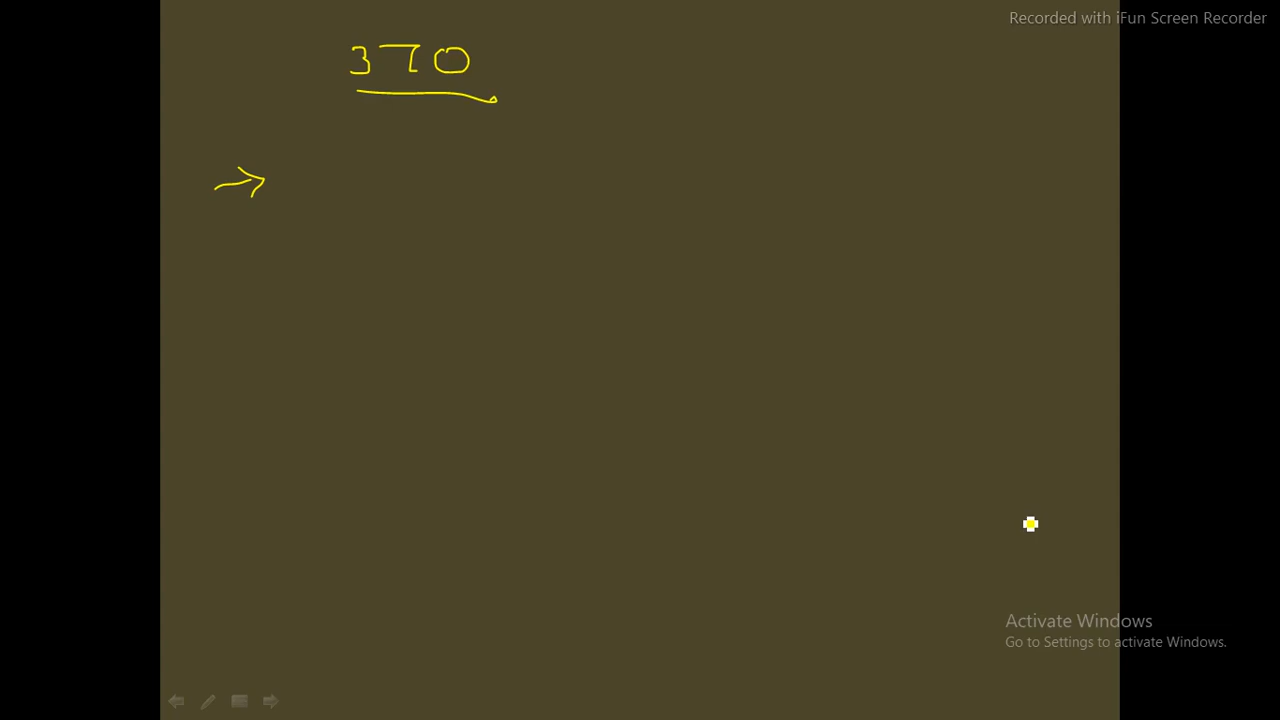 Recorded with iFun Screen Recorder
370
→
Activate Windows
Go to Settings to activate Windows.